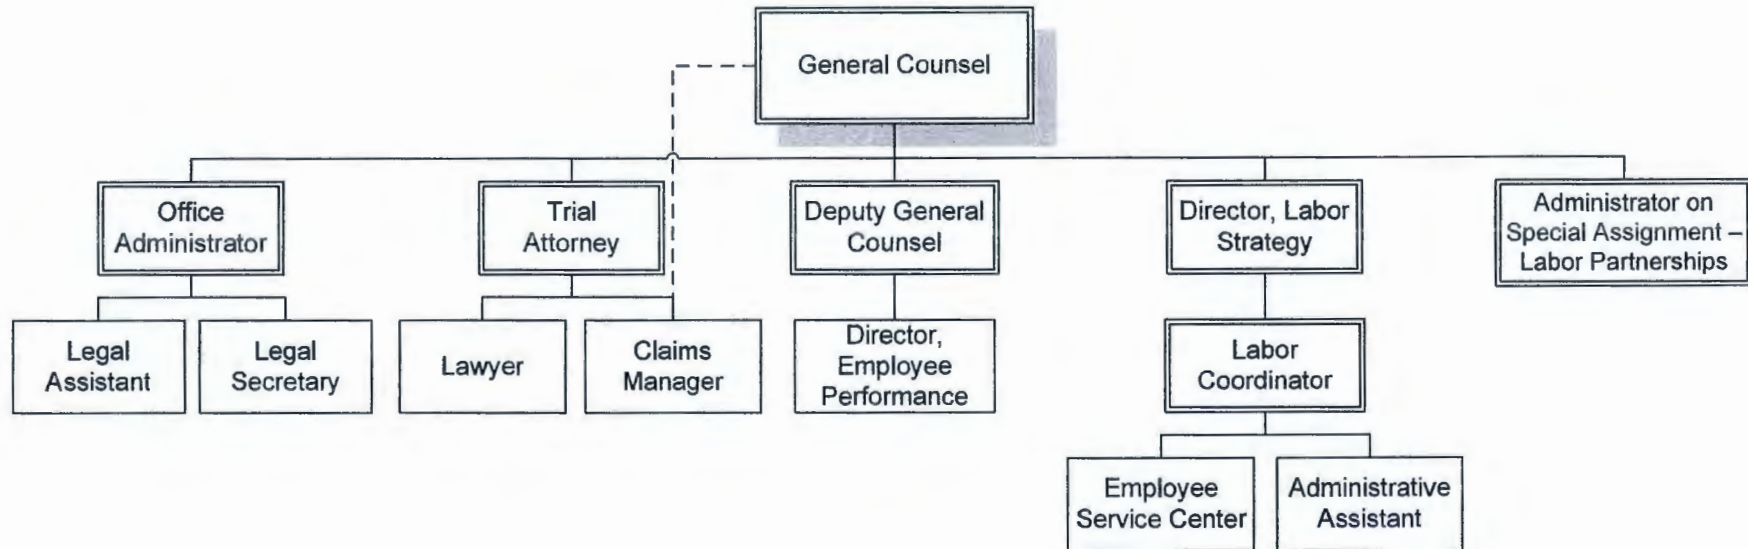 General Counsel
Office
Administrator
Trial
Attorney
Deputy General
Counsel
Director, Labor
Strategy
Administrator on
Special Assignment –
Labor Partnerships
Legal
Assistant
Legal
Secretary
Lawyer
Claims
Manager
Director,
Employee
Performance
Labor
Coordinator
Employee
Service Center
Administrative
Assistant